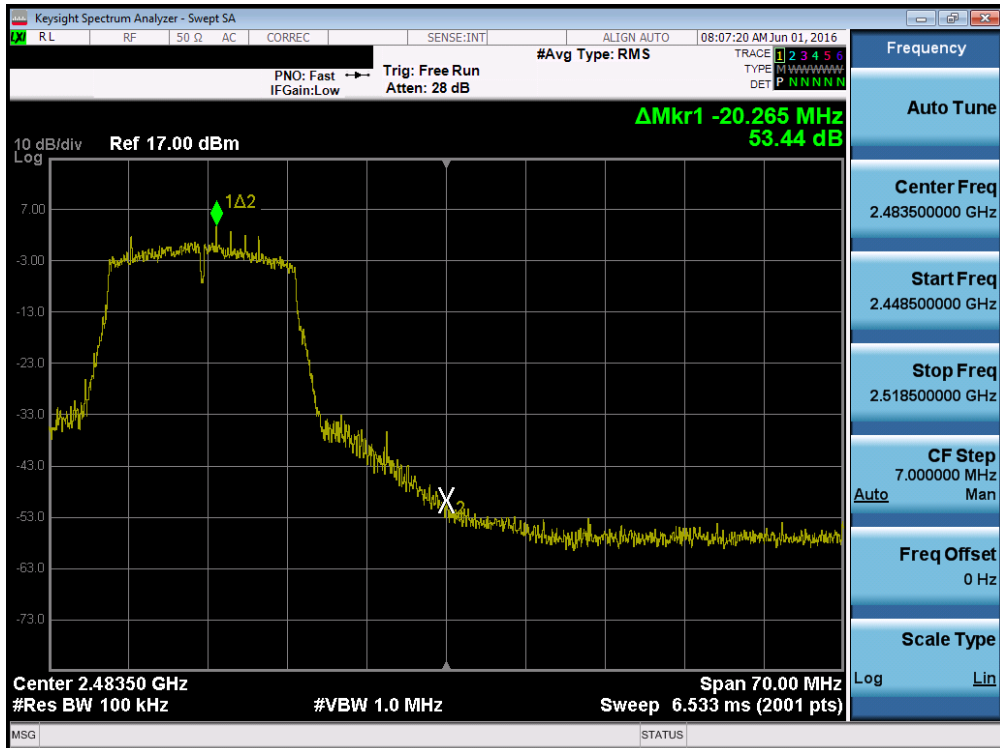 Keysight Spectrum Analyzer - Swept SA
LXI RL RF 50 Ω AC CORREC SENSE:INT ALIGN AUTO 08:07:20 AM Jun 01, 2016
#Avg Type: RMS
TRACE 1 2 3 4 5 6
PNO: Fast Trig: Free Run
TYPE M WWWWW
IFGain:Low Atten: 28 dB
DET P N N N N N
ΔMkr1 -20.265 MHz
53.44 dB
10 dB/div Ref 17.00 dBm
Log
1Δ2
7.00
-3.00
-13.0
-23.0
-33.0
-43.0
2
-53.0
-63.0
-73.0
Center 2.48350 GHz Span 70.00 MHz
#Res BW 100 kHz #VBW 1.0 MHz Sweep 6.533 ms (2001 pts)
MSG STATUS
Frequency
Auto Tune
Center Freq
2.483500000 GHz
Start Freq
2.448500000 GHz
Stop Freq
2.518500000 GHz
CF Step
7.000000 MHz
Auto Man
Freq Offset
0 Hz
Scale Type
Log Lin